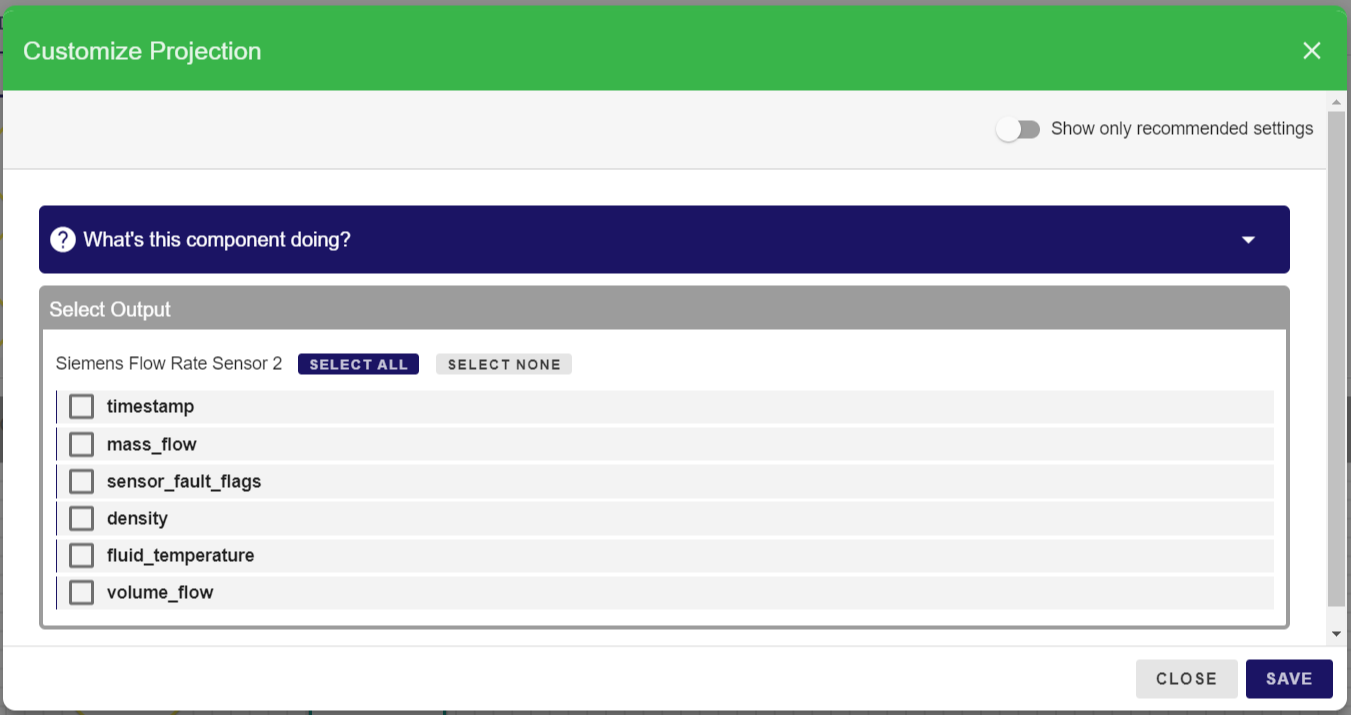 Customize Projection
Show only recommended settings
What's this component doing?
Select Output
Siemens Flow Rate Sensor 2 SELECT ALL SELECT NONE
timestamp
mass_flow
sensor_fault_flags
density
fluid_temperature
volume_flow
CLOSE SAVE